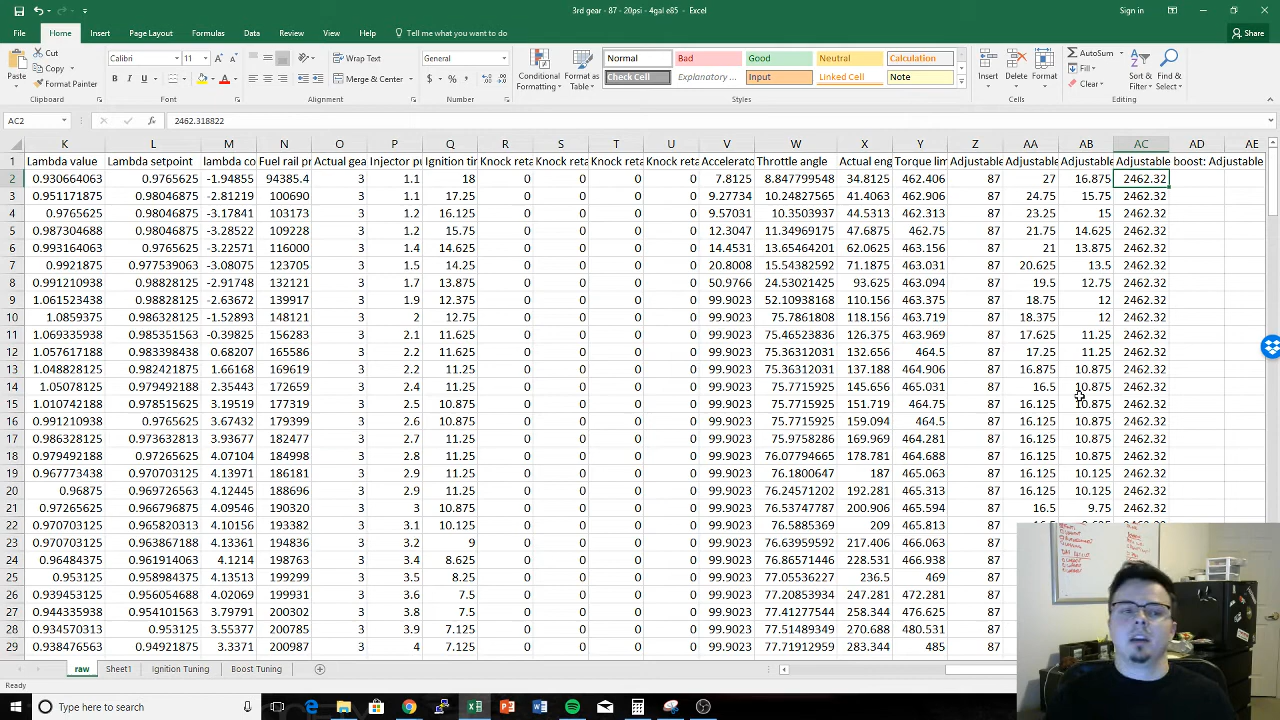 3rd gear - 87 - 20psi - 4gal e85 - Excel
Sign in
File Home Insert Page Layout Formulas Data Review View Help Tell me what you want to do
Share
Paste
Cut
Copy
Format Painter
Clipboard
Calibri 11
B I U
Font
Wrap Text
Merge & Center
Alignment
General
$ % ,
Number
Conditional Formatting
Format as Table
Normal Bad Good Neutral Calculation
Check Cell Explanatory ... Input Linked Cell Note
Styles
Insert Delete Format
Cells
AutoSum
Fill
Clear
Sort & Filter
Find & Select
Editing
AC2 2462.318822
K L M N O P Q R S T U V W X Y Z AA AB AC AD AE
1 Lambda value Lambda setpoint lambda co Fuel rail pr Actual gea Injector pu Ignition tir Knock reta Knock reta Knock reta Knock reta Accelerato Throttle angle Actual eng Torque lim Adjustable Adjustable Adjustable Adjustable boost: Adjustable
2 0.930664063 0.9765625 -1.94855 94385.4 3 1.1 18 0 0 0 0 7.8125 8.847799548 34.8125 462.406 87 27 16.875 2462.32
3 0.951171875 0.98046875 -2.81219 100690 3 1.1 17.25 0 0 0 0 9.27734 10.24828756 41.4063 462.906 87 24.75 15.75 2462.32
4 0.9765625 0.98046875 -3.17841 103173 3 1.2 16.125 0 0 0 0 9.57031 10.3503937 44.5313 462.313 87 23.25 15 2462.32
5 0.987304688 0.98046875 -3.28522 109228 3 1.2 15.75 0 0 0 0 12.3047 11.34969175 47.6875 462.75 87 21.75 14.625 2462.32
6 0.993164063 0.9765625 -3.22571 116000 3 1.4 14.625 0 0 0 0 14.4531 13.65464201 62.0625 463.156 87 21 13.875 2462.32
7 0.9921875 0.977539063 -3.08075 123705 3 1.5 14.25 0 0 0 0 20.8008 15.54382592 71.1875 463.031 87 20.625 13.5 2462.32
8 0.991210938 0.98828125 -2.91748 132121 3 1.7 13.875 0 0 0 0 50.9766 24.53021425 93.625 463.094 87 19.5 12.75 2462.32
9 1.061523438 0.98828125 -2.63672 139917 3 1.9 12.375 0 0 0 0 99.9023 52.10938168 110.156 463.375 87 18.75 12 2462.32
10 1.0859375 0.986328125 -1.52893 148121 3 2 12.75 0 0 0 0 99.9023 75.7861808 118.156 463.719 87 18.375 12 2462.32
11 1.069335938 0.985351563 -0.39825 156283 3 2.1 11.625 0 0 0 0 99.9023 75.46523836 126.375 463.969 87 17.625 11.25 2462.32
12 1.057617188 0.983398438 0.68207 165586 3 2.2 11.625 0 0 0 0 99.9023 75.36312031 132.656 464.5 87 17.25 11.25 2462.32
13 1.048828125 0.982421875 1.66168 169619 3 2.2 11.625 0 0 0 0 99.9023 75.36312031 137.188 464.906 87 16.875 10.875 2462.32
14 1.05078125 0.979492188 2.35443 172659 3 2.4 11.25 0 0 0 0 99.9023 75.7715925 145.656 465.031 87 16.5 10.875 2462.32
15 1.010742188 0.978515625 3.19519 177319 3 2.5 10.875 0 0 0 0 99.9023 75.7715925 151.719 464.75 87 16.125 10.875 2462.32
16 0.991210938 0.9765625 3.67432 179399 3 2.6 10.875 0 0 0 0 99.9023 75.7715925 159.094 464.5 87 16.125 10.875 2462.32
17 0.986328125 0.973632813 3.93677 182477 3 2.7 11.25 0 0 0 0 99.9023 75.9758286 169.969 464.281 87 16.125 10.875 2462.32
18 0.979492188 0.97265625 4.07104 184998 3 2.8 11.25 0 0 0 0 99.9023 76.07794665 178.781 464.688 87 16.125 10.125 2462.32
19 0.967773438 0.970703125 4.13971 186181 3 2.9 11.25 0 0 0 0 99.9023 76.1800647 187 465.063 87 16.125 10.125 2462.32
20 0.96875 0.969726563 4.12445 188696 3 2.9 11.25 0 0 0 0 99.9023 76.24571202 192.281 465.313 87 16.125 10.125 2462.32
21 0.97265625 0.966796875 4.09546 190320 3 3 10.875 0 0 0 0 99.9023 76.53747787 200.906 465.594 87 16.5 9.75 2462.32
22 0.970703125 0.965820313 4.10156 193382 3 3.1 10.125 0 0 0 0 99.9023 76.5885369 209 465.813 87
23 0.970703125 0.963867188 4.13361 194836 3 3.2 9 0 0 0 0 99.9023 76.63959592 217.406 466.063 87
24 0.96484375 0.961914063 4.1214 198763 3 3.4 8.625 0 0 0 0 99.9023 76.86571446 228.531 466.938 87
25 0.953125 0.958984375 4.13513 199299 3 3.5 8.25 0 0 0 0 99.9023 77.05536227 236.5 469 87
26 0.939453125 0.956054688 4.02069 199931 3 3.6 7.5 0 0 0 0 99.9023 77.20853934 247.281 472.281 87
27 0.944335938 0.954101563 3.79791 200302 3 3.8 7.5 0 0 0 0 99.9023 77.41277544 258.344 476.625 87
28 0.934570313 0.953125 3.55377 200785 3 3.9 7.125 0 0 0 0 99.9023 77.51489349 270.688 480.531 87
29 0.938476563 0.94921875 3.3371 200987 3 4 7.125 0 0 0 0 99.9023 77.71912959 283.344 485 87
raw Sheet1 Ignition Tuning Boost Tuning
Ready
Type here to search